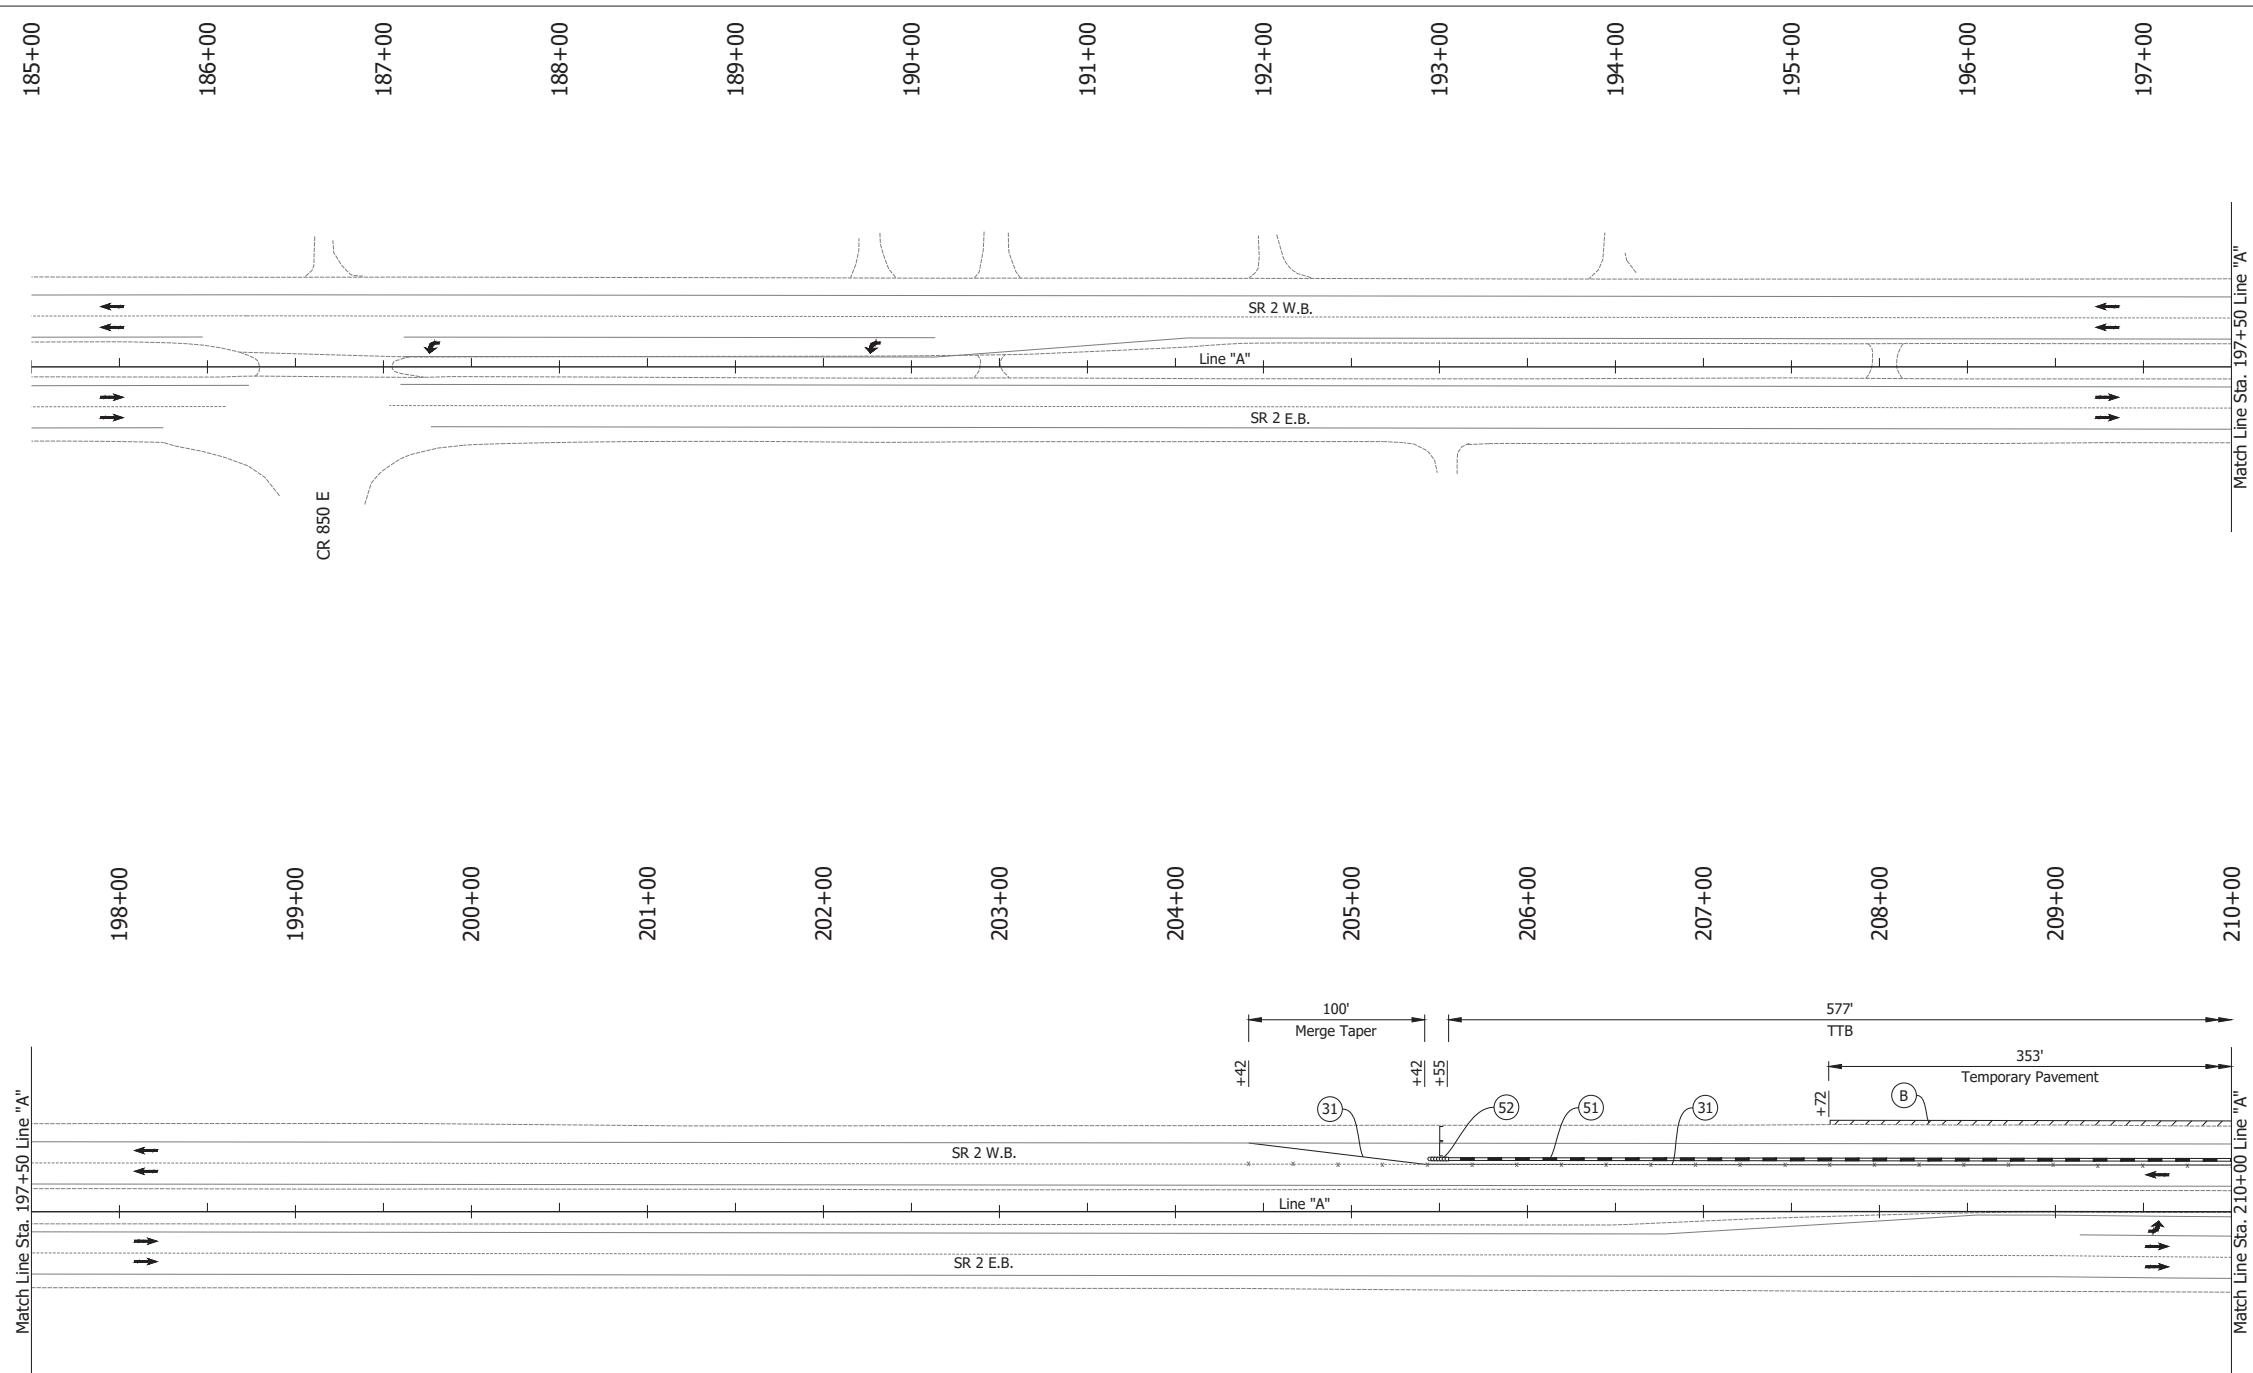 185+00
186+00
187+00
188+00
189+00
190+00
191+00
192+00
193+00
194+00
195+00
196+00
197+00
SR 2 W.B.
Line "A"
SR 2 E.B.
CR 850 E
Match Line Sta. 197+50 Line "A"
198+00
199+00
200+00
201+00
202+00
203+00
204+00
205+00
206+00
207+00
208+00
209+00
210+00
100'
Merge Taper
577'
TTB
353'
Temporary Pavement
+42
+42
+55
+72
31
52
51
31
B
SR 2 W.B.
Line "A"
SR 2 E.B.
Match Line Sta. 197+50 Line "A"
Match Line Sta. 210+00 Line "A"